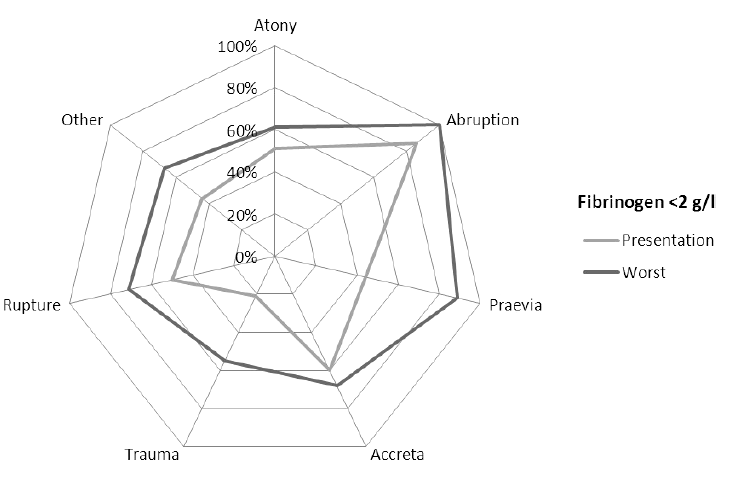 Atony
100%
80%
60%
40%
20%
0%
Other
Abruption
Rupture
Praevia
Trauma
Accreta
Fibrinogen <2 g/l
Presentation
Worst